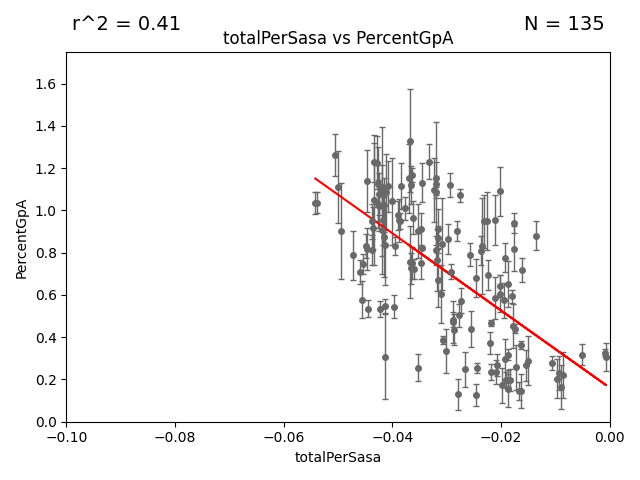 r^2 = 0.41
N = 135
totalPerSasa vs PercentGpA
PercentGpA
1.6
1.4
1.2
1.0
0.8
0.6
0.4
0.2
0.0
−0.10 −0.08 −0.06 −0.04 −0.02 0.00
totalPerSasa